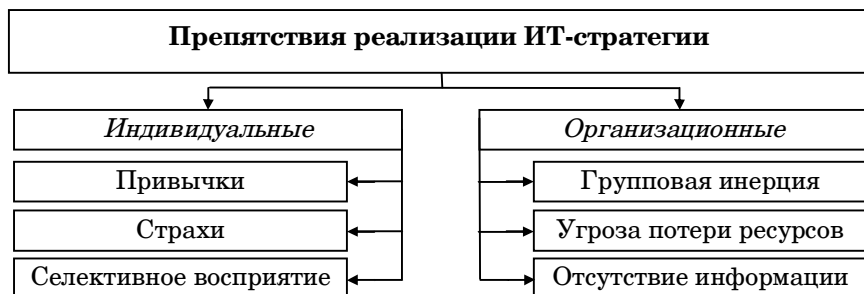 Препятствия реализации ИТ-стратегии
Индивидуальные
Привычки
Страхи
Селективное восприятие
Организационные
Групповая инерция
Угроза потери ресурсов
Отсутствие информации